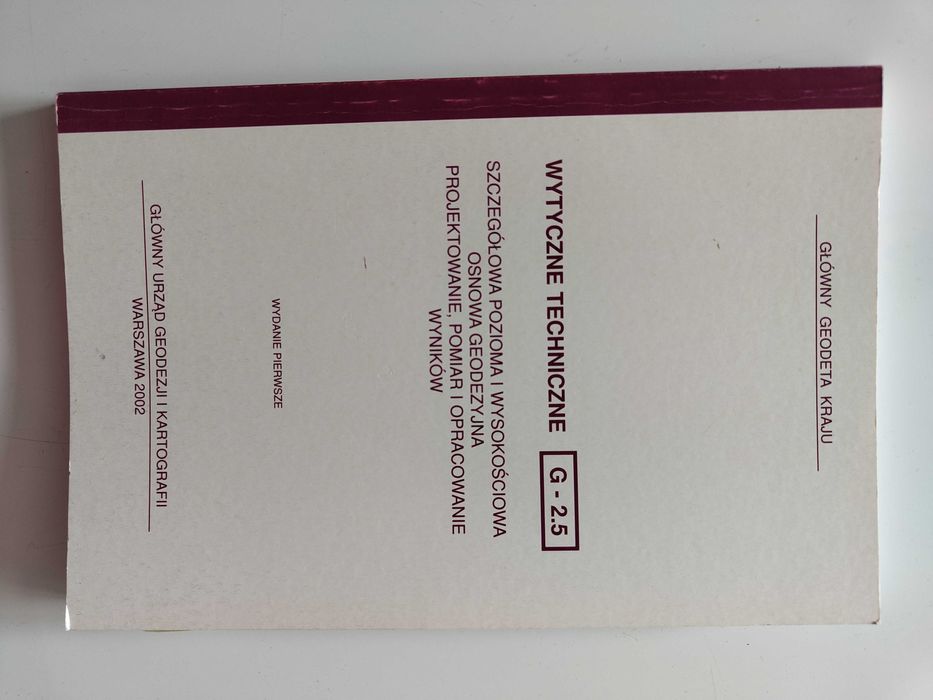 GŁÓWNY GEODETA KRAJU
WYTYCZNE TECHNICZNE G - 2.5
SZCZEGÓŁOWA POZIOMA I WYSOKOŚCIOWA
OSNOWA GEODEZYJNA
PROJEKTOWANIE, POMIAR I OPRACOWANIE
WYNIKÓW
WYDANIE PIERWSZE
GŁÓWNY URZĄD GEODEZJI I KARTOGRAFII
WARSZAWA 2002